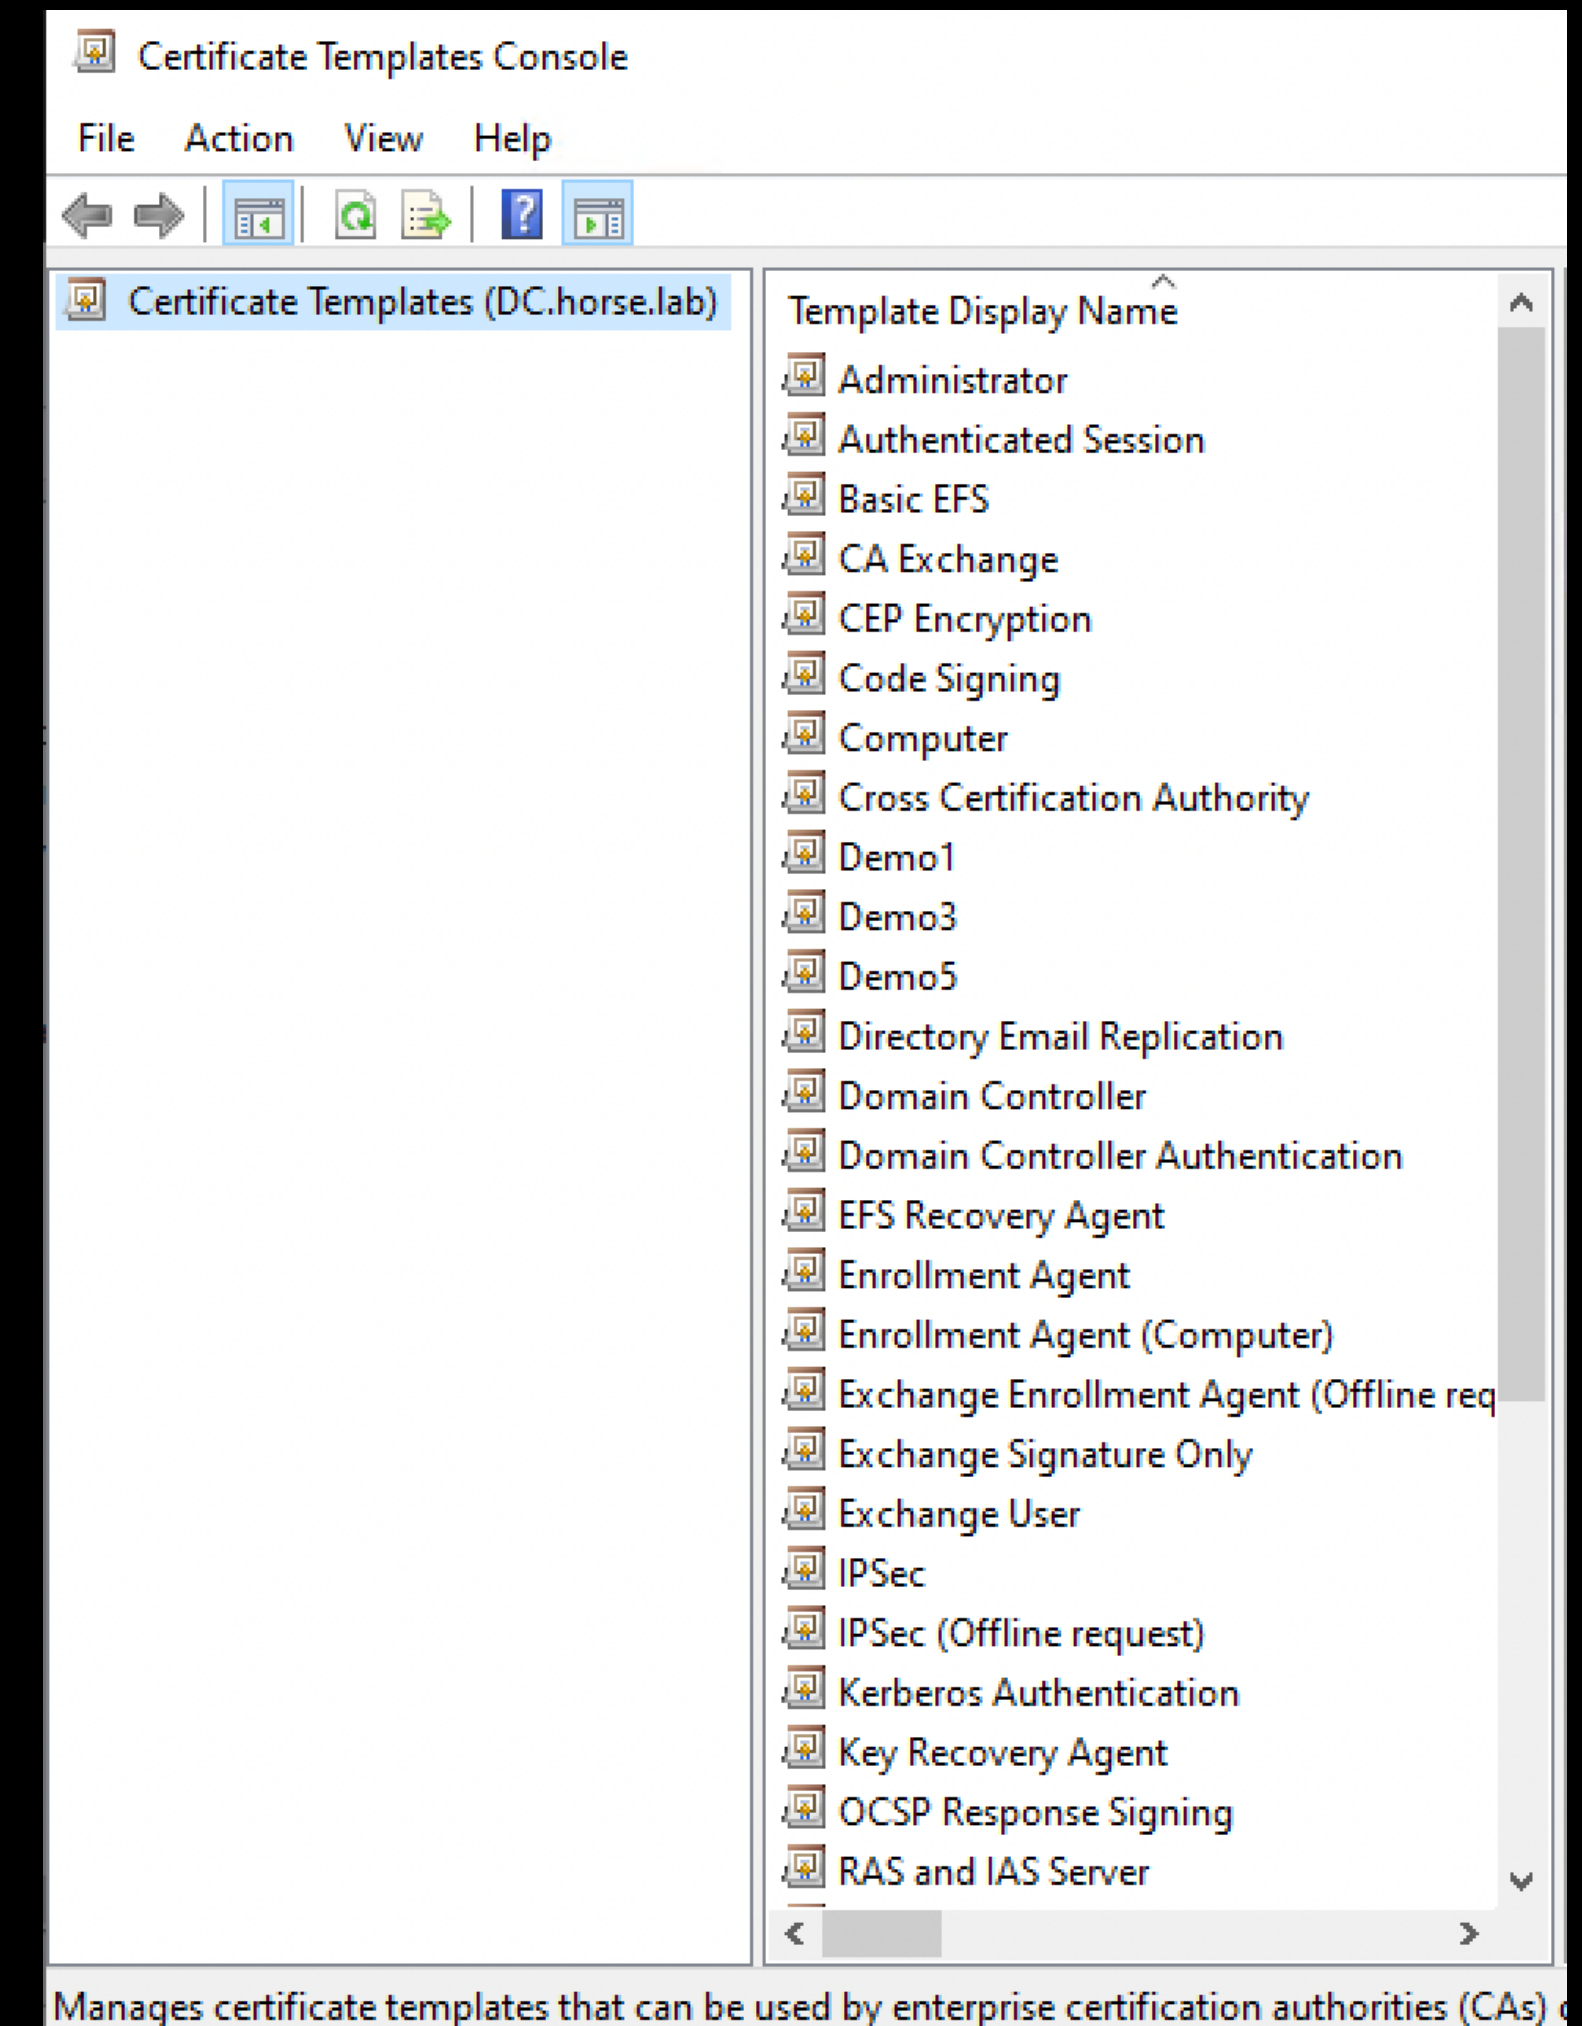 Certificate Templates Console
File Action View Help
Certificate Templates (DC.horse.lab)
Template Display Name
Administrator
Authenticated Session
Basic EFS
CA Exchange
CEP Encryption
Code Signing
Computer
Cross Certification Authority
Demo1
Demo3
Demo5
Directory Email Replication
Domain Controller
Domain Controller Authentication
EFS Recovery Agent
Enrollment Agent
Enrollment Agent (Computer)
Exchange Enrollment Agent (Offline req
Exchange Signature Only
Exchange User
IPSec
IPSec (Offline request)
Kerberos Authentication
Key Recovery Agent
OCSP Response Signing
RAS and IAS Server
Manages certificate templates that can be used by enterprise certification authorities (CAs)